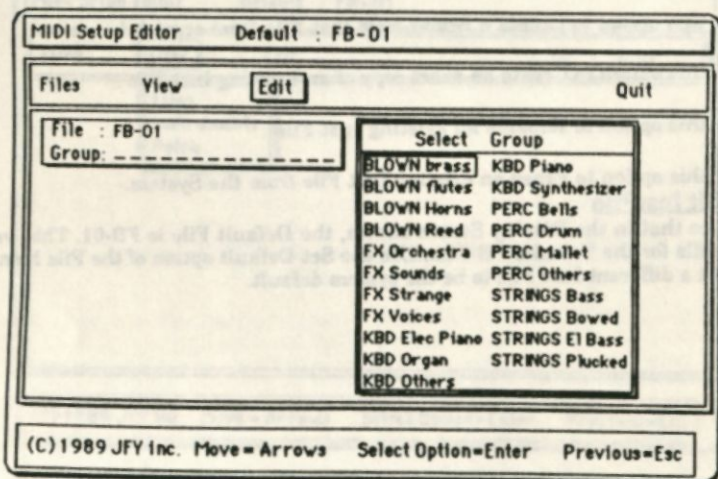 MIDI Setup Editor Default : FB-01
Files View Edit Quit
File : FB-01
Group: _ _ _ _ _ _ _ _ _ _ _ _ _ _
Select Group
BLOWN brass KBD Piano
BLOWN flutes KBD Synthesizer
BLOWN Horns PERC Bells
BLOWN Reed PERC Drum
FX Orchestra PERC Mallet
FX Sounds PERC Others
FX Strange STRINGS Bass
FX Voices STRINGS Bowed
KBD Elec Piano STRINGS El Bass
KBD Organ STRINGS Plucked
KBD Others
(C)1989 JFY Inc. Move=Arrows Select Option=Enter Previous=Esc